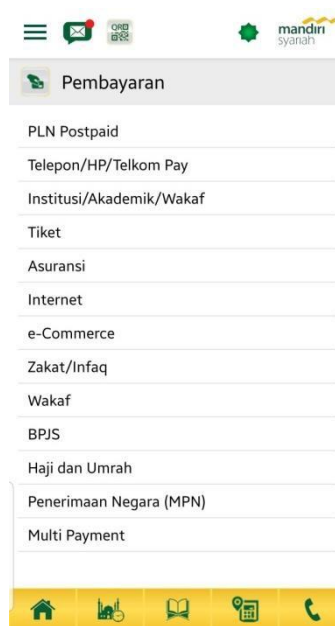 mandiri
syariah
Pembayaran
PLN Postpaid
Telepon/HP/Telkom Pay
Institusi/Akademik/Wakaf
Tiket
Asuransi
Internet
e-Commerce
Zakat/Infaq
Wakaf
BPJS
Haji dan Umrah
Penerimaan Negara (MPN)
Multi Payment